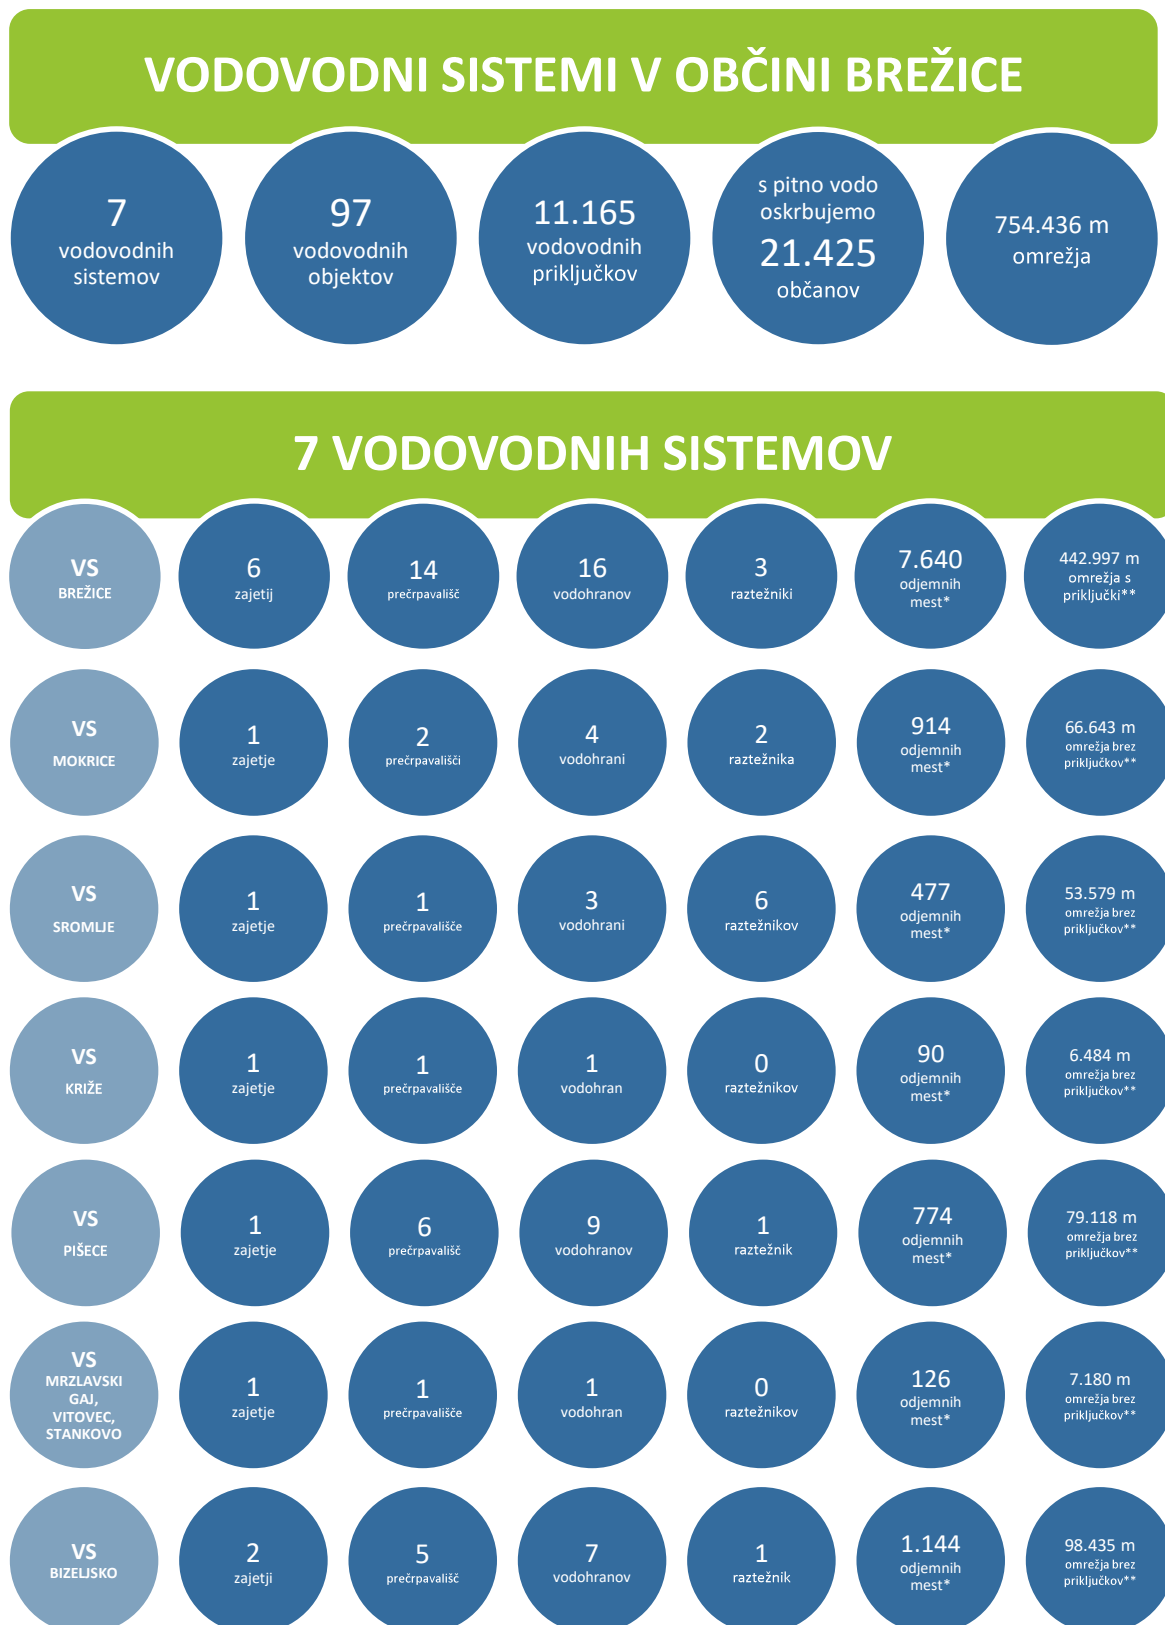 VODOVODNI SISTEMI V OBČINI BREŽICE
7
vodovodnih
sistemov
97
vodovodnih
objektov
11.165
vodovodnih
priključkov
s pitno vodo
oskrbujemo
21.425
občanov
754.436 m
omrežja
7 VODOVODNIH SISTEMOV
VS
BREŽICE
6
zajetij
14
prečrpavališč
16
vodohranov
3
raztežniki
7.640
odjemnih
mest*
442.997 m
omrežja s
priključki**
VS
MOKRICE
1
zajetje
2
prečrpavališči
4
vodohrani
2
raztežnika
914
odjemnih
mest*
66.643 m
omrežja brez
priključkov**
VS
SROMLJE
1
zajetje
1
prečrpavališče
3
vodohrani
6
raztežnikov
477
odjemnih
mest*
53.579 m
omrežja brez
priključkov**
VS
KRIŽE
1
zajetje
1
prečrpavališče
1
vodohran
0
raztežnikov
90
odjemnih
mest*
6.484 m
omrežja brez
priključkov**
VS
PIŠECE
1
zajetje
6
prečrpavališč
9
vodohranov
1
raztežnik
774
odjemnih
mest*
79.118 m
omrežja brez
priključkov**
VS
MRZLAVSKI
GAJ,
VITOVEC,
STANKOVO
1
zajetje
1
prečrpavališče
1
vodohran
0
raztežnikov
126
odjemnih
mest*
7.180 m
omrežja brez
priključkov**
VS
BIZELJSKO
2
zajetji
5
prečrpavališč
7
vodohranov
1
raztežnik
1.144
odjemnih
mest*
98.435 m
omrežja brez
priključkov**